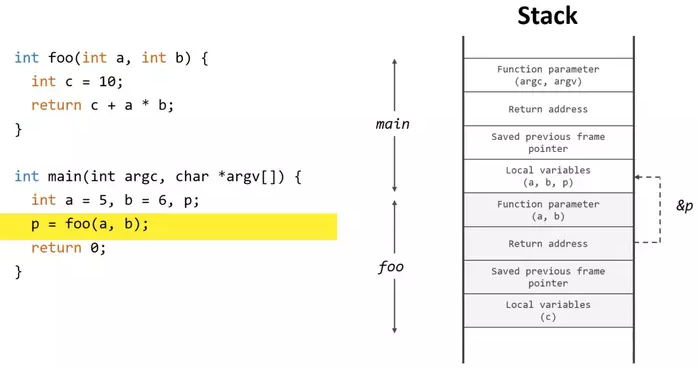 Stack
int foo(int a, int b) {
int c = 10;
return c + a * b;
}
int main(int argc, char *argv[]) {
int a = 5, b = 6, p;
p = foo(a, b);
return 0;
}
main
foo
Function parameter
(argc, argv)
Return address
Saved previous frame
pointer
Local variables
(a, b, p)
Function parameter
(a, b)
Return address
Saved previous frame
pointer
Local variables
(c)
&p